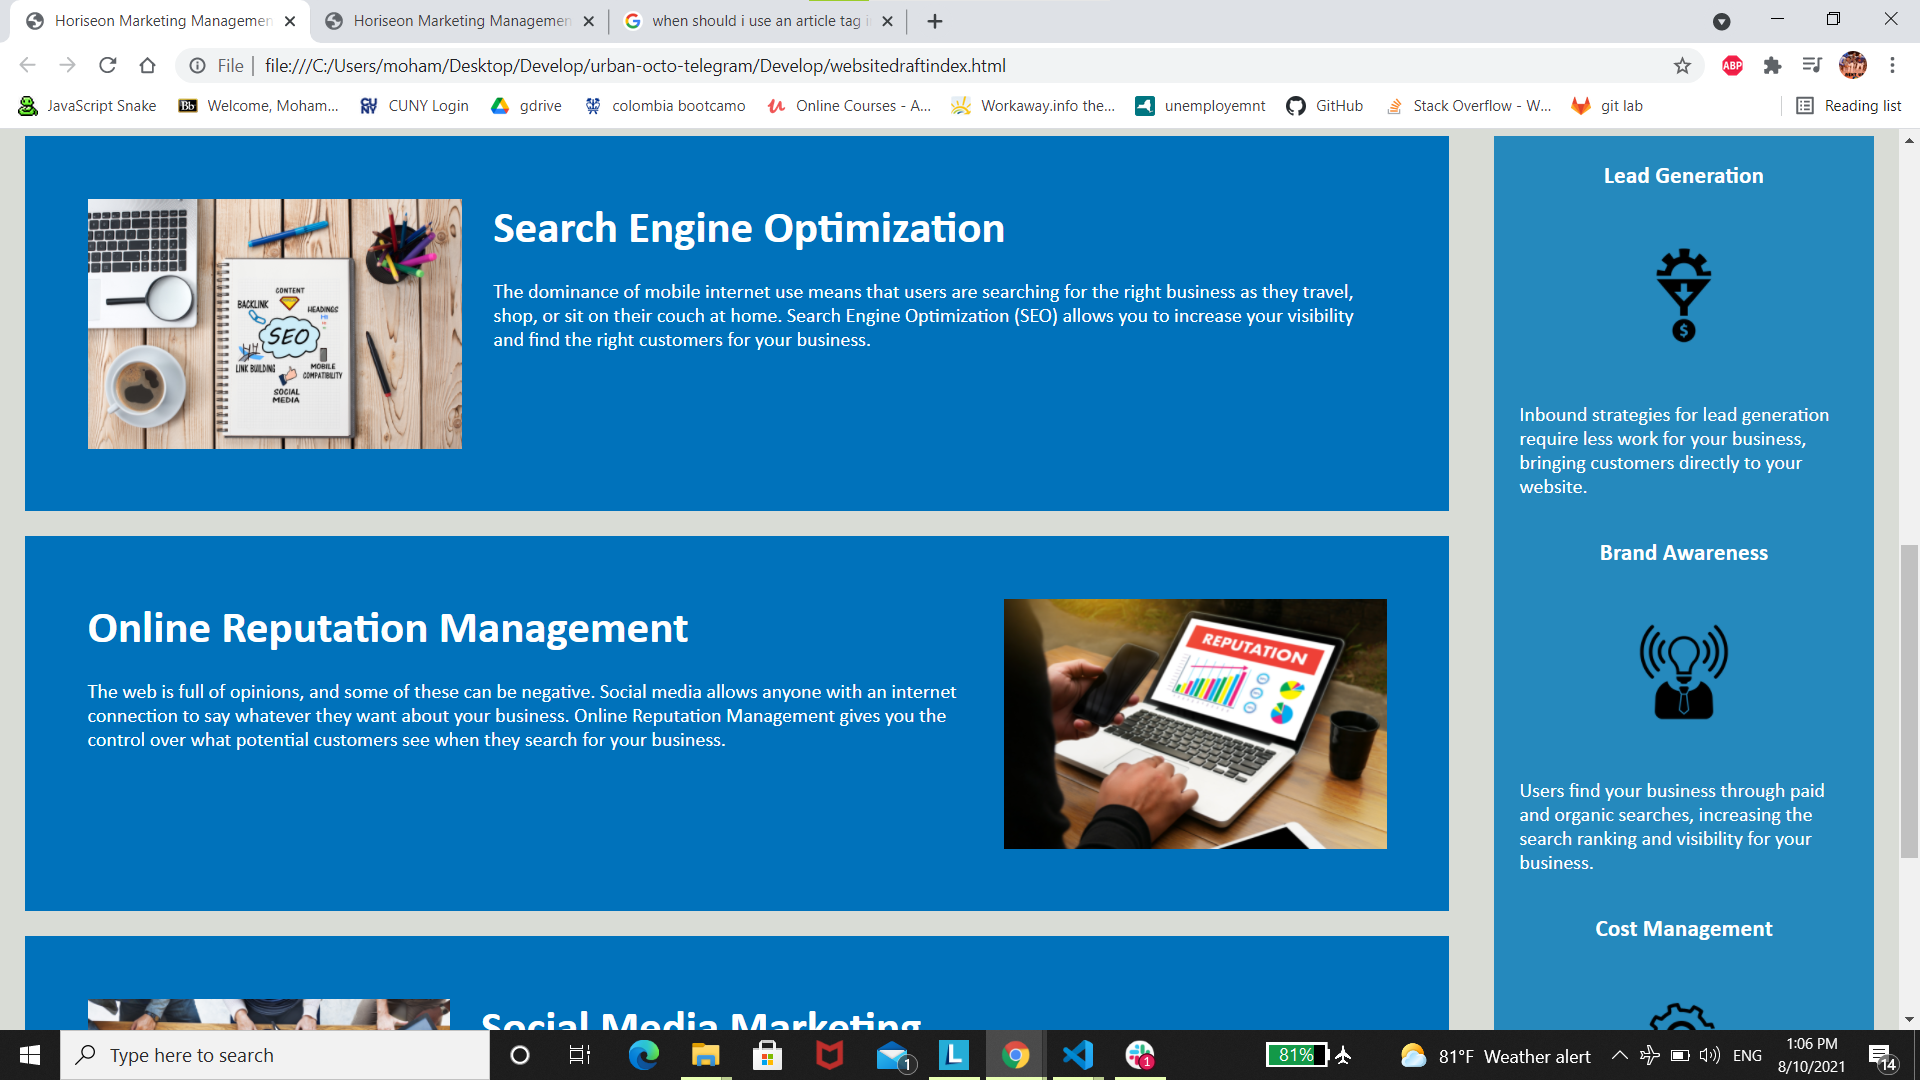 Horiseon Marketing Managemen
Horiseon Marketing Managemen
when should i use an article tag i
File
file:///C:/Users/moham/Desktop/Develop/urban-octo-telegram/Develop/websitedraftindex.html
ABP
JavaScript Snake
Bb
Welcome, Moham...
CUNY Login
gdrive
colombia bootcamo
Online Courses - A...
Workaway.info the...
unemployemnt
GitHub
Stack Overflow - W...
git lab
Reading list
CONTENT
BACKLINK
HEADINGS
H1
SEO
LINK BUILDING
MOBILE
COMPATIBILITY
SOCIAL
MEDIA
Search Engine Optimization
The dominance of mobile internet use means that users are searching for the right business as they travel,
shop, or sit on their couch at home. Search Engine Optimization (SEO) allows you to increase your visibility
and find the right customers for your business.
Online Reputation Management
The web is full of opinions, and some of these can be negative. Social media allows anyone with an internet
connection to say whatever they want about your business. Online Reputation Management gives you the
control over what potential customers see when they search for your business.
REPUTATION
Social Media Marketing
Lead Generation
$
Inbound strategies for lead generation
require less work for your business,
bringing customers directly to your
website.
Brand Awareness
Users find your business through paid
and organic searches, increasing the
search ranking and visibility for your
business.
Cost Management
Type here to search
1
L
1
81%
81°F Weather alert
ENG
1:06 PM
8/10/2021
14